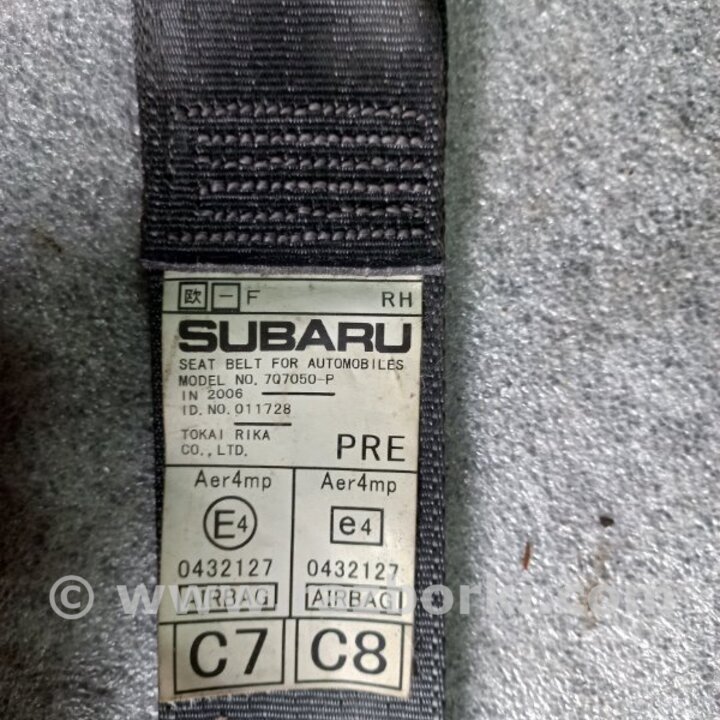 欧 一 F RH
SUBARU
SEAT BELT FOR AUTOMOBILES
MODEL NO. 7Q7050-P
IN 2006
ID.NO.011728
TOKAI RIKA
CO.,LTD. PRE
Aer4mp Aer4mp
E4 e4
0432127 0432127
AIRBAG AIRBAG
C7 C8